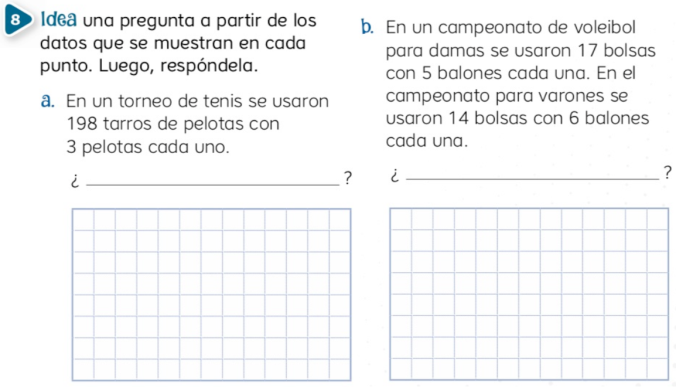 8 Idea una pregunta a partir de los
datos que se muestran en cada
punto. Luego, respóndela.
a. En un torneo de tenis se usaron
198 tarros de pelotas con
3 pelotas cada uno.
¿ ______________________________ ?
b. En un campeonato de voleibol
para damas se usaron 17 bolsas
con 5 balones cada una. En el
campeonato para varones se
usaron 14 bolsas con 6 balones
cada una.
¿ ______________________________ ?